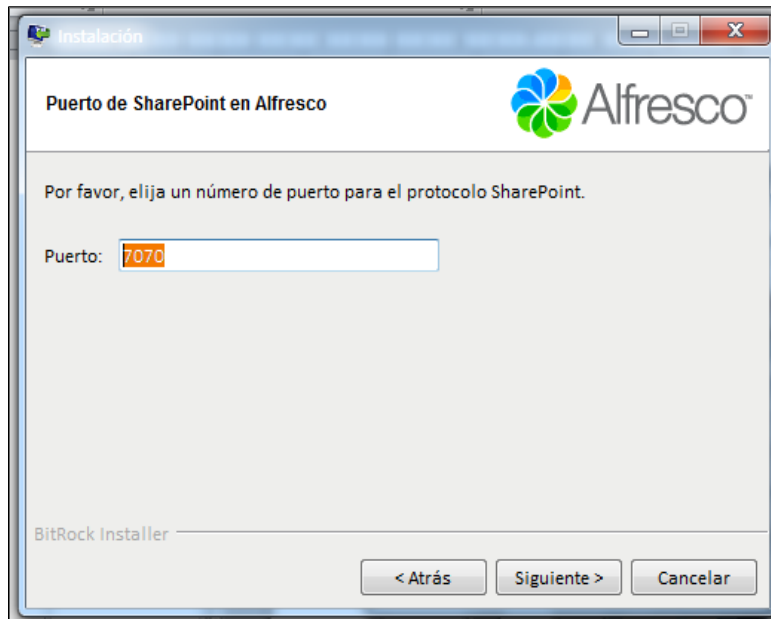 Instalación
Puerto de SharePoint en Alfresco
Alfresco™
Por favor, elija un número de puerto para el protocolo SharePoint.
Puerto: 7070
BitRock Installer
< Atrás Siguiente > Cancelar